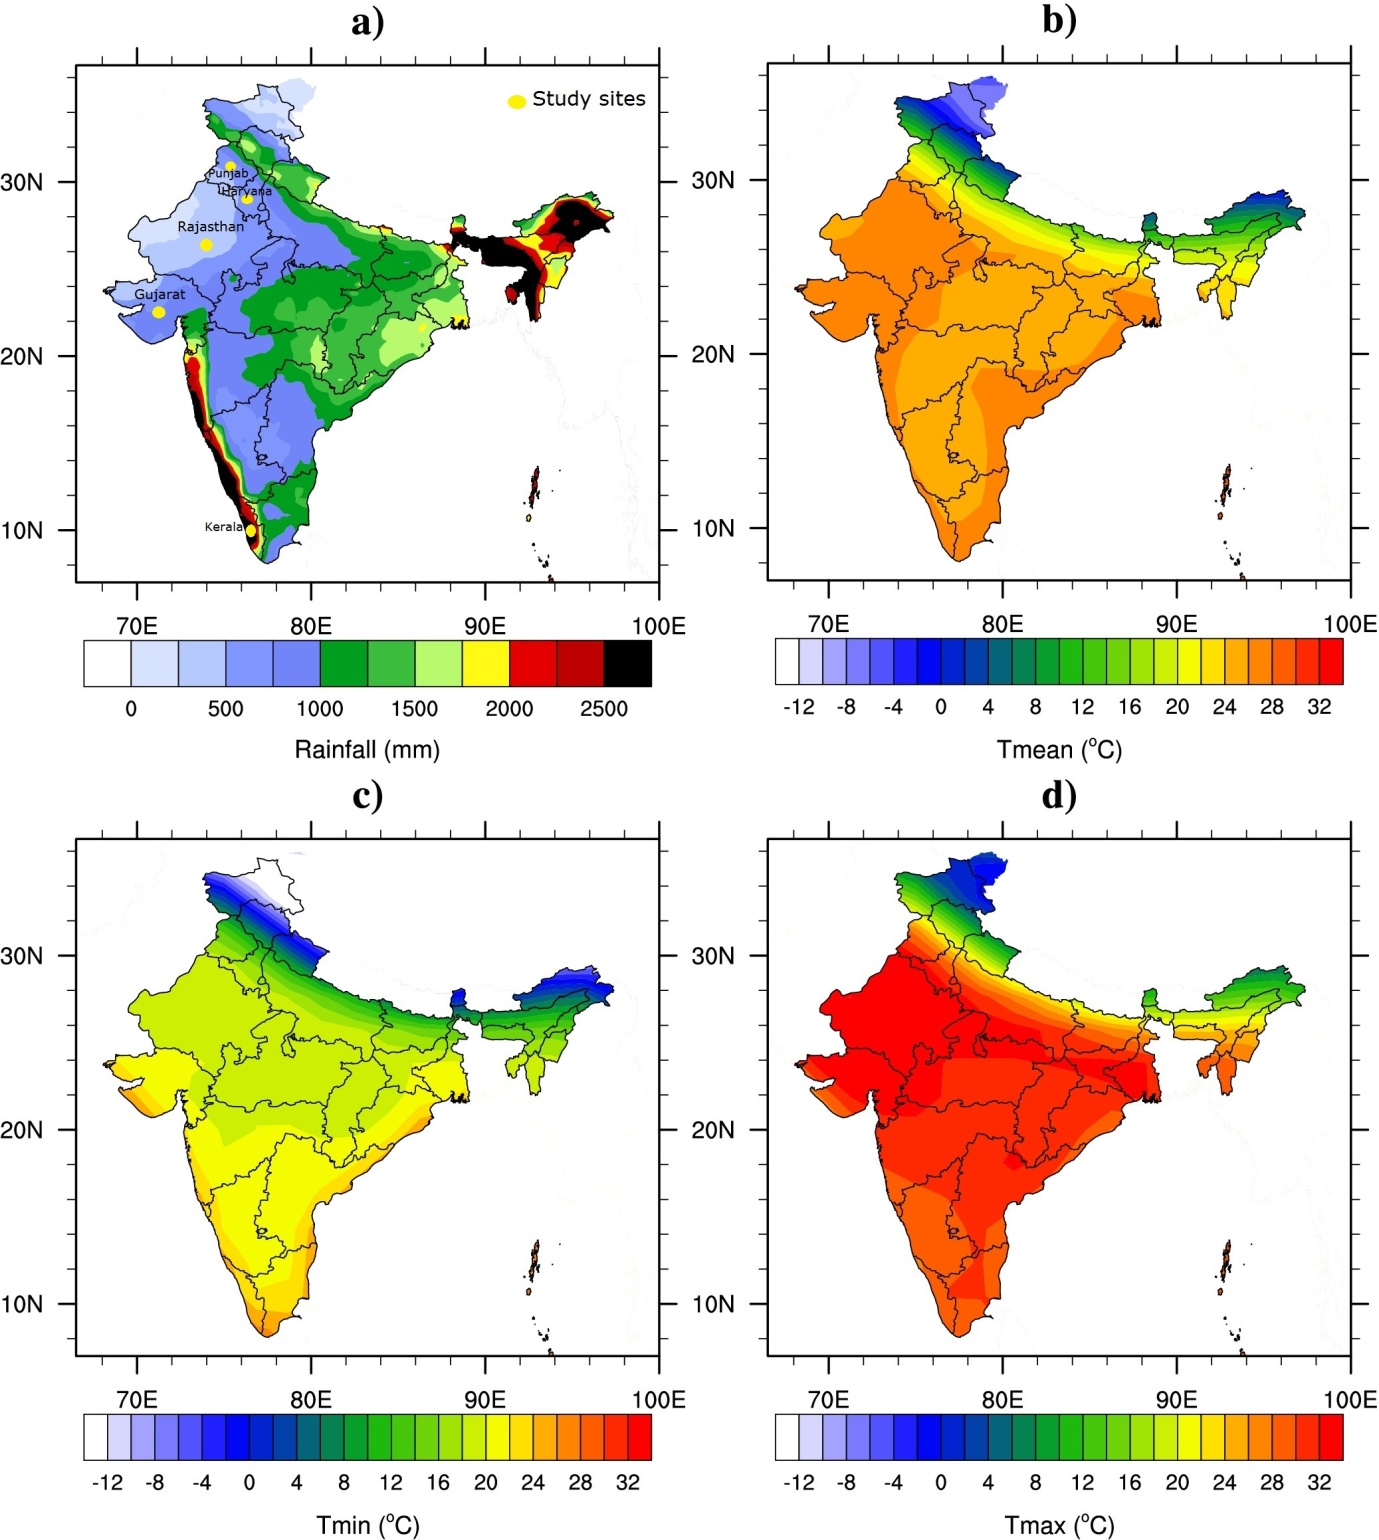 a)
b)
Study sites
Punjab
Haryana
Rajasthan
Gujarat
Kerala
30N
20N
10N
70E 80E 90E 100E
0 500 1000 1500 2000 2500
Rainfall (mm)
30N
20N
10N
70E 80E 90E 100E
-12 -8 -4 0 4 8 12 16 20 24 28 32
Tmean (°C)
c)
d)
30N
20N
10N
70E 80E 90E 100E
-12 -8 -4 0 4 8 12 16 20 24 28 32
Tmin (°C)
30N
20N
10N
70E 80E 90E 100E
-12 -8 -4 0 4 8 12 16 20 24 28 32
Tmax (°C)